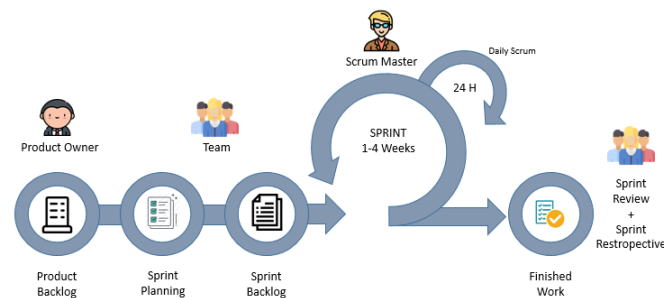 Scrum Master
Daily Scrum
24 H
Product Owner
Team
SPRINT
1-4 Weeks
Sprint
Review
+
Sprint
Restropective
Product
Backlog
Sprint
Planning
Sprint
Backlog
Finished
Work